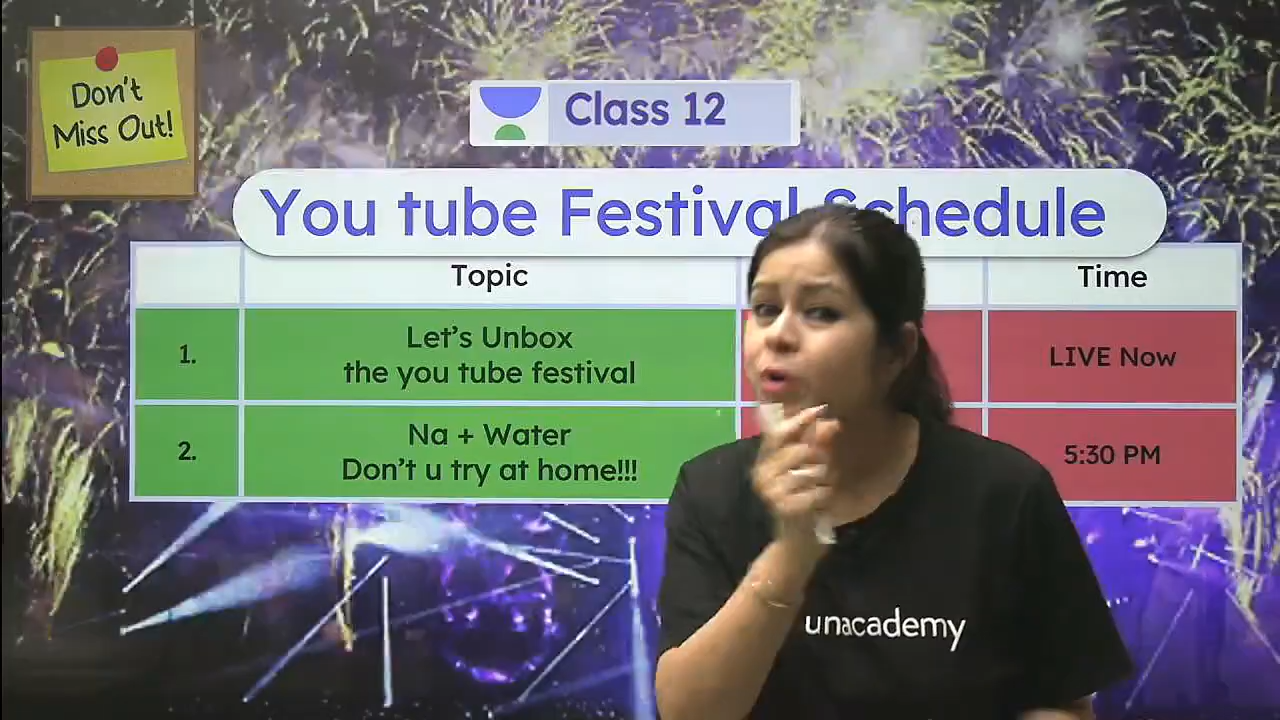 Don't
Miss Out!
Class 12
You tube Festival Schedule
Topic
Time
1.
Let's Unbox
the you tube festival
LIVE Now
2.
Na + Water
Don't u try at home!!!
5:30 PM
unacademy